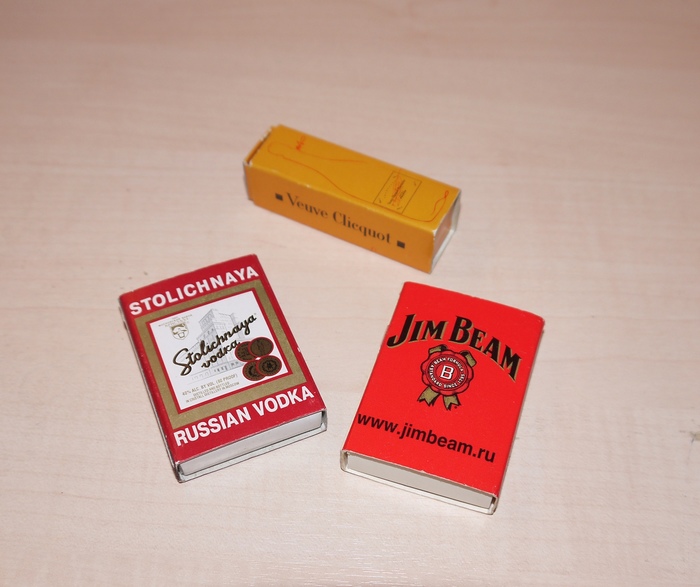 Veuve Clicquot
STOLICHNAYA
Stolichnaya
vodka
RUSSIAN VODKA
JIM BEAM
B
www.jimbeam.ru